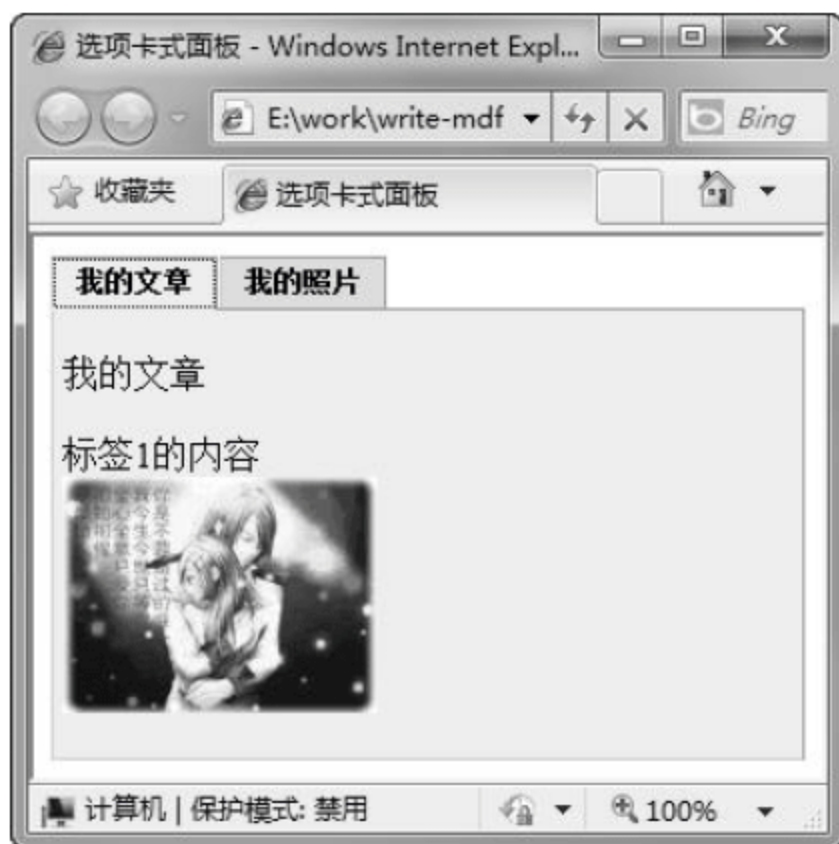 选项卡式面板 - Windows Internet Expl...
E:\work\write-mdf
Bing
收藏夹
选项卡式面板
我的文章
我的照片
我的文章
标签1的内容
计算机 | 保护模式: 禁用
100%